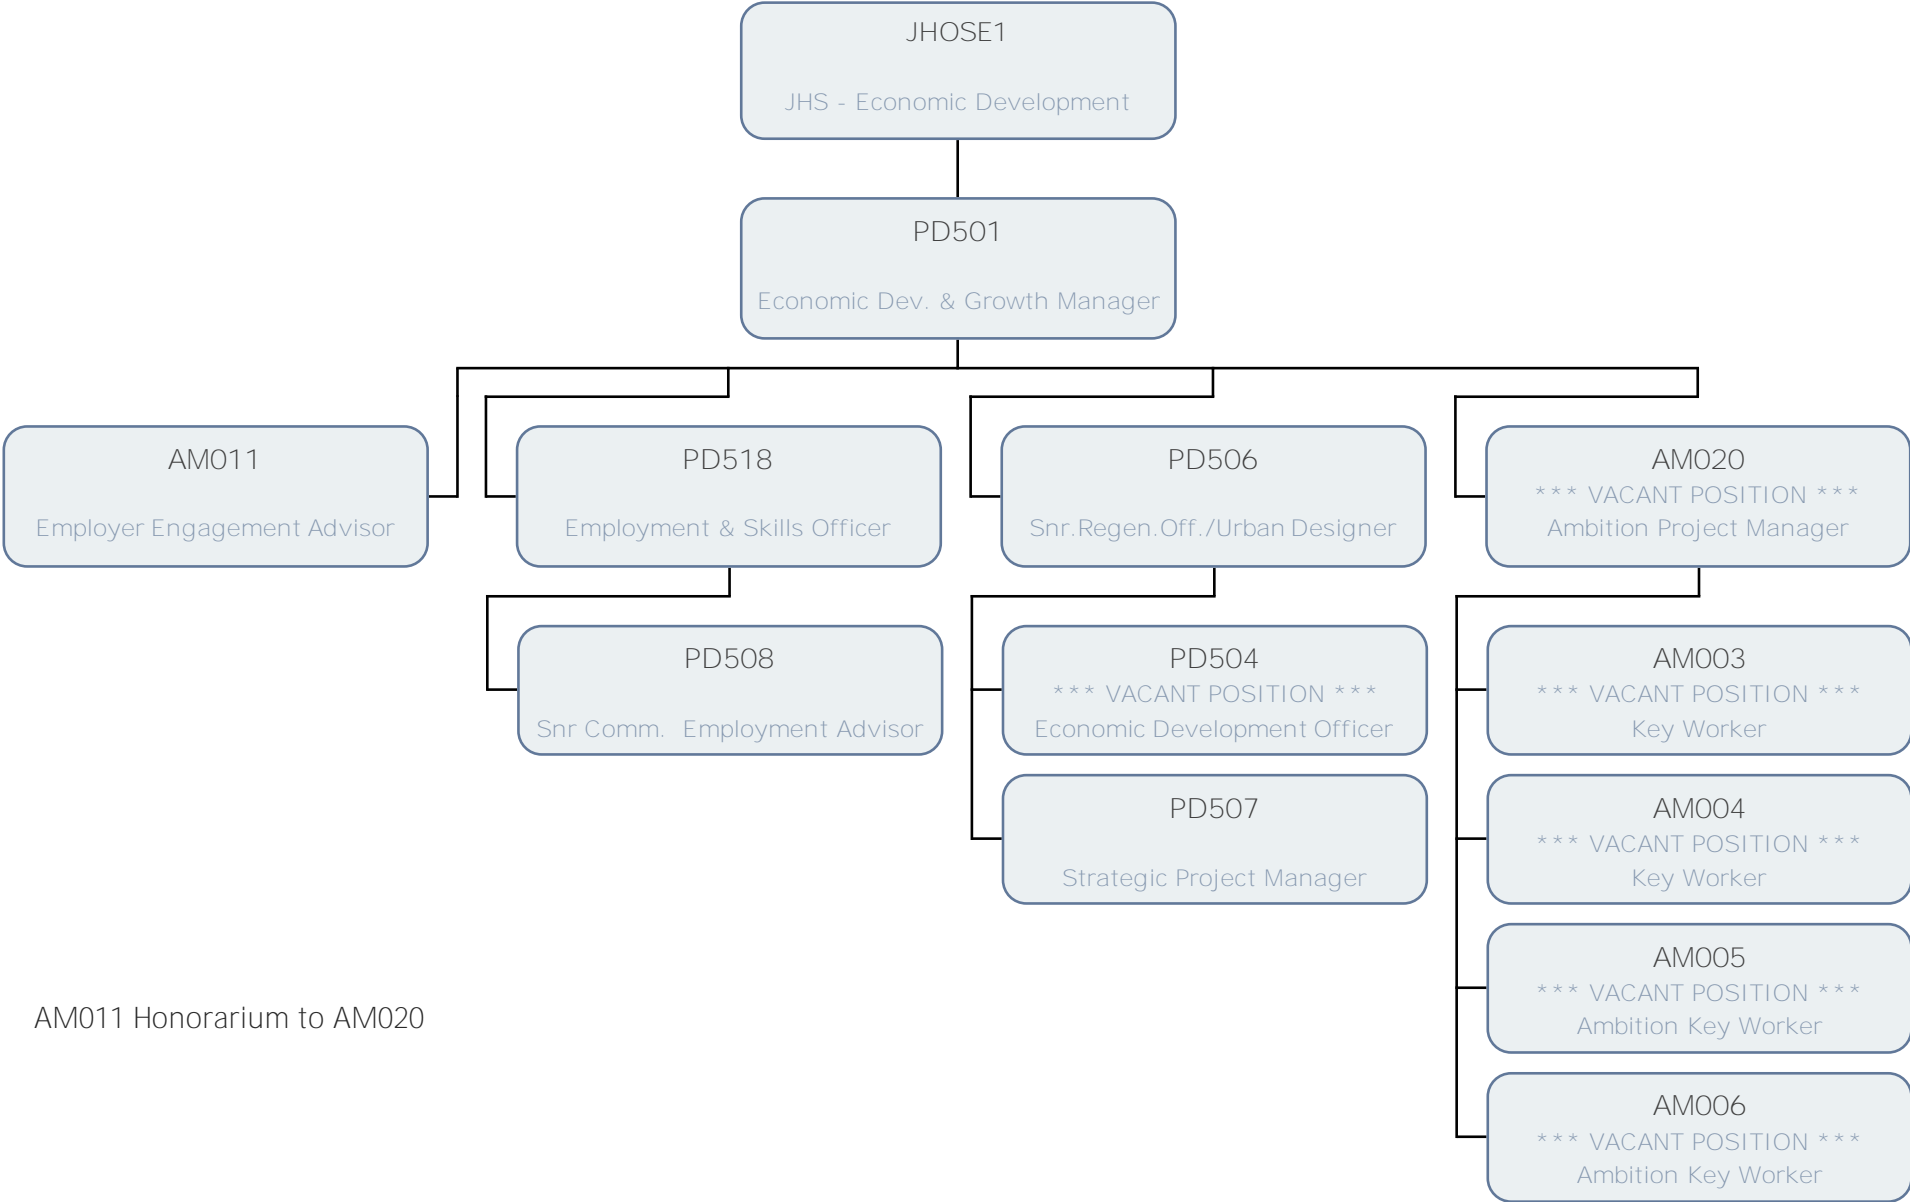 JHOSE1
JHS - Economic Development
PD501
Economic Dev. & Growth Manager
AM011
Employer Engagement Advisor
PD518
Employment & Skills Officer
PD506
Snr.Regen.Off./Urban Designer
AM020
*** VACANT POSITION ***
Ambition Project Manager
PD508
Snr Comm. Employment Advisor
PD504
*** VACANT POSITION ***
Economic Development Officer
PD507
Strategic Project Manager
AM003
*** VACANT POSITION ***
Key Worker
AM004
*** VACANT POSITION ***
Key Worker
AM005
*** VACANT POSITION ***
Ambition Key Worker
AM006
*** VACANT POSITION ***
Ambition Key Worker
AM011 Honorarium to AM020